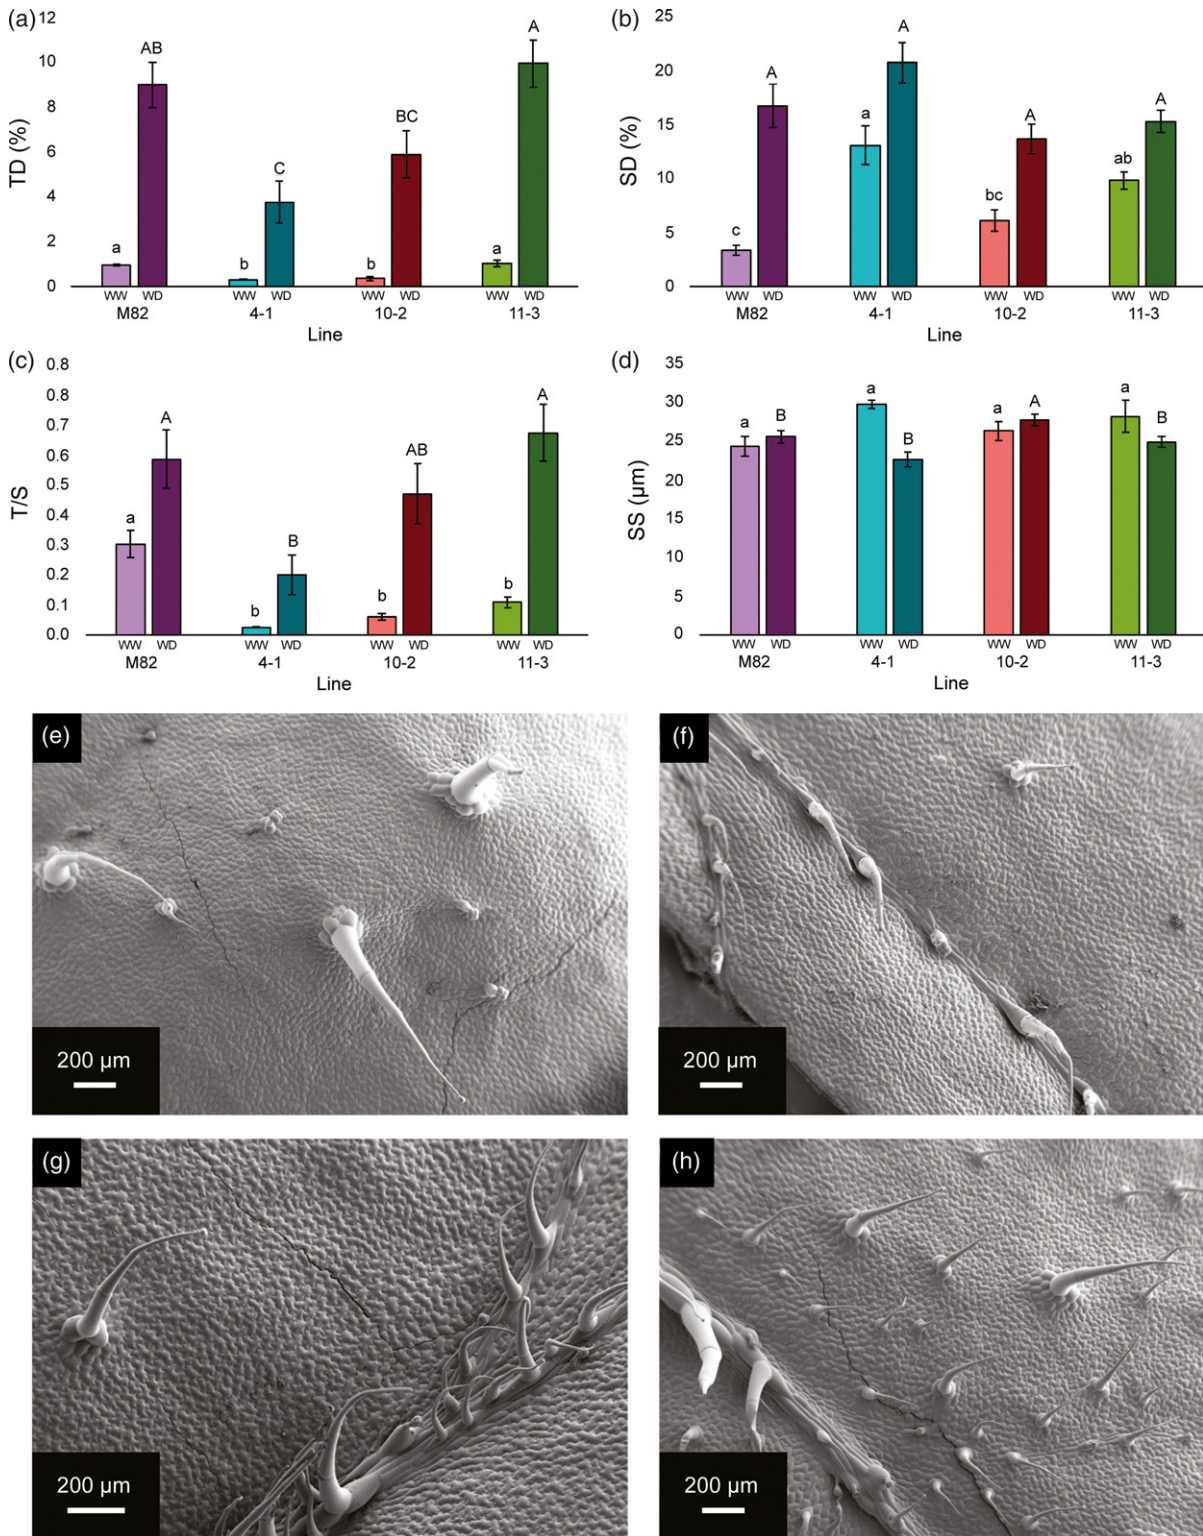 (a)
12
10
8
6
4
2
0
TD (%)
a
AB
b
C
b
BC
a
A
WW WD WW WD WW WD WW WD
M82 4-1 10-2 11-3
Line
(b)
25
20
15
10
5
0
SD (%)
c
A
a
A
bc
A
ab
A
WW WD WW WD WW WD WW WD
M82 4-1 10-2 11-3
Line
(c)
0.8
0.8
0.7
0.6
0.5
0.4
0.3
0.2
0.1
0.0
T/S
a
A
b
B
b
AB
b
A
WW WD WW WD WW WD WW WD
M82 4-1 10-2 11-3
Line
(d)
35
30
25
20
15
10
5
0
SS (µm)
a
B
a
B
a
A
a
B
WW WD WW WD WW WD WW WD
M82 4-1 10-2 11-3
Line
(e)
200 µm
(f)
200 µm
(g)
200 µm
(h)
200 µm